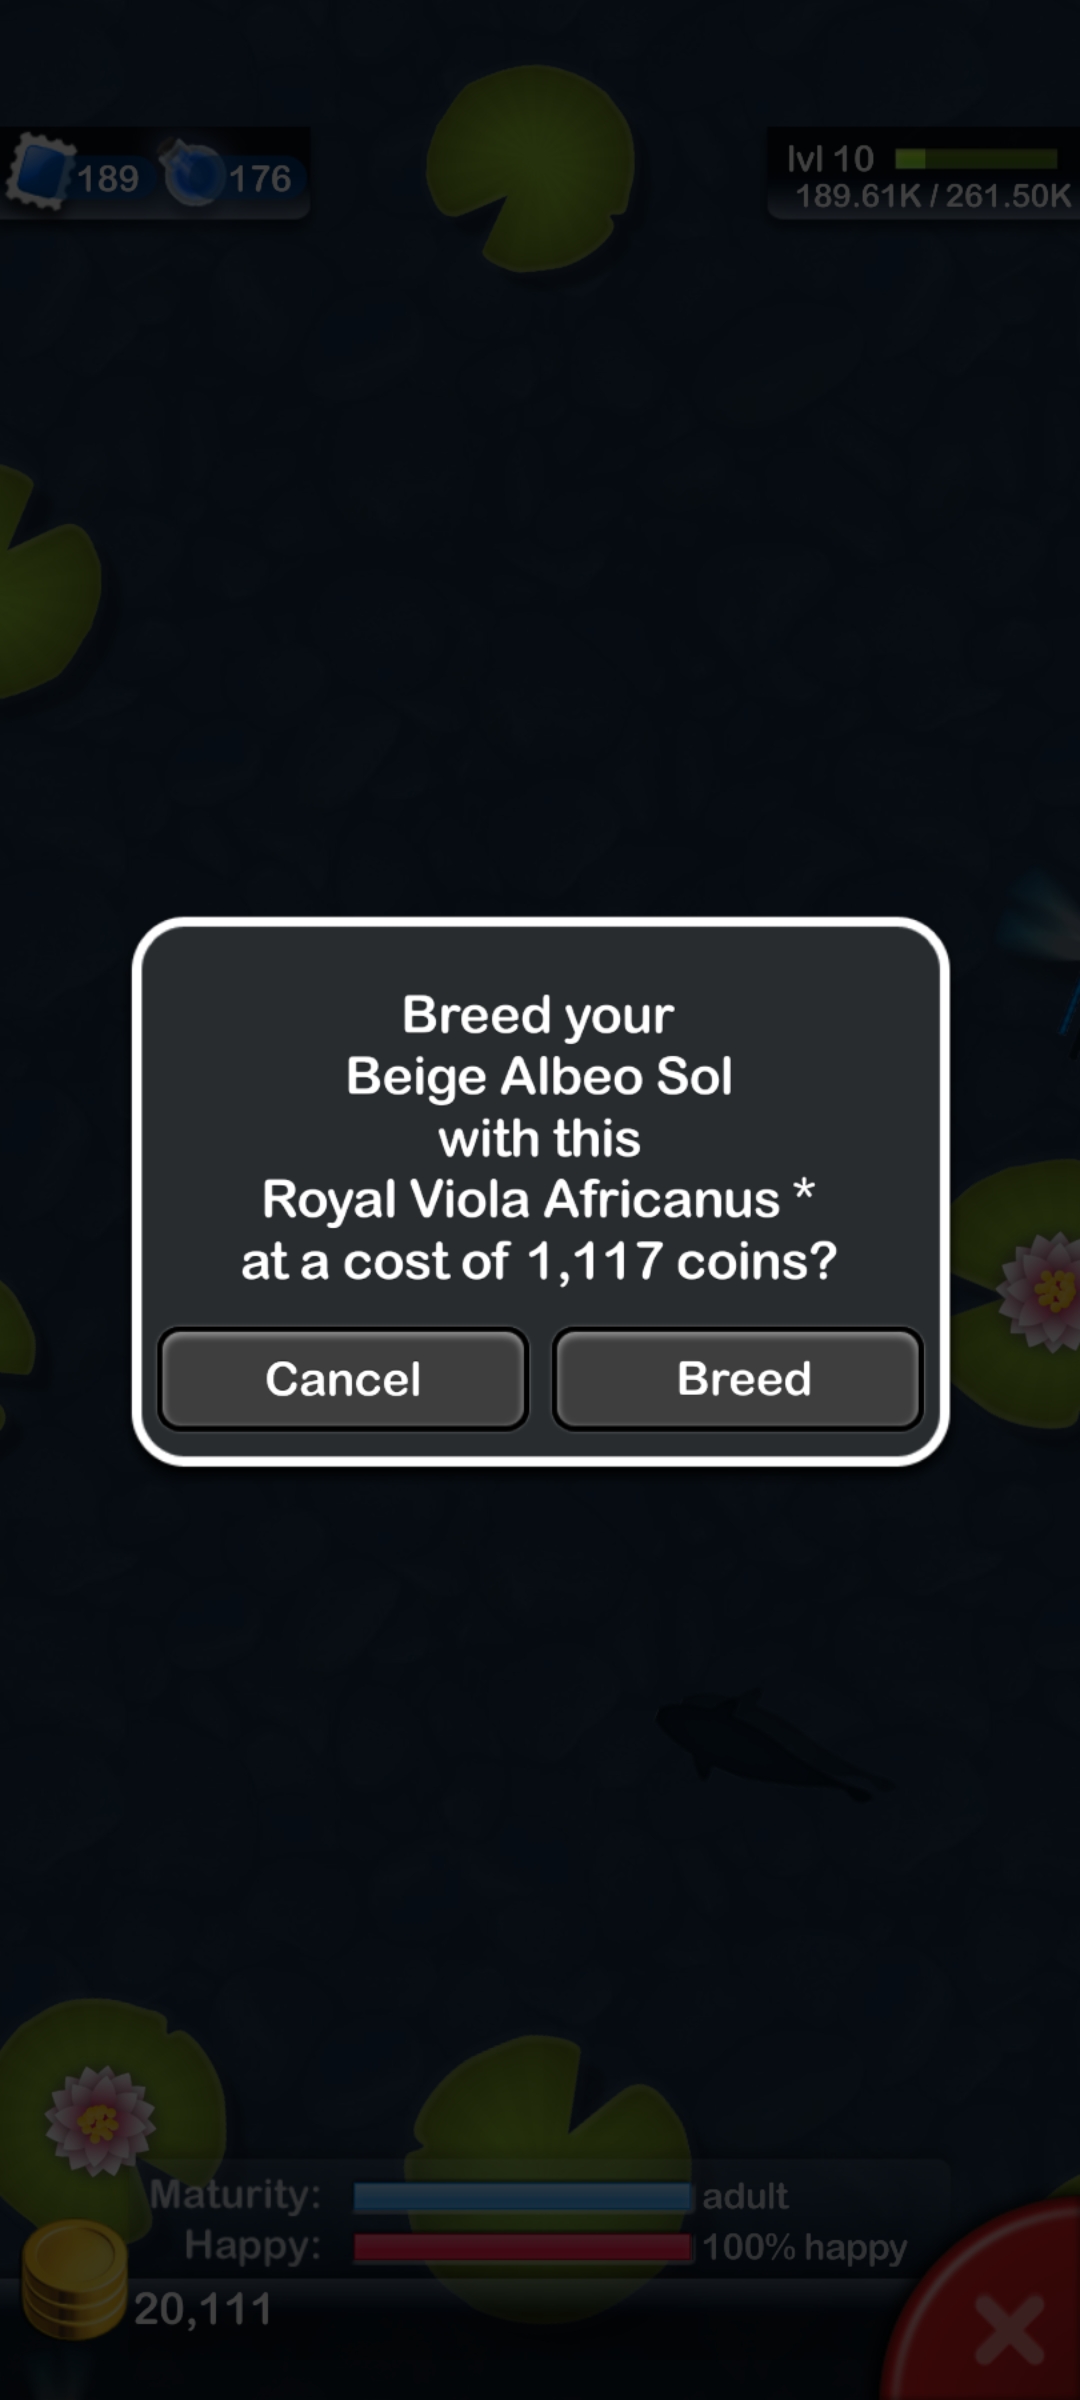 189
176
lvl 10
189.61K / 261.50K
Breed your
Beige Albeo Sol
with this
Royal Viola Africanus *
at a cost of 1,117 coins?
Cancel
Breed
Maturity:
adult
Happy:
100% happy
20,111